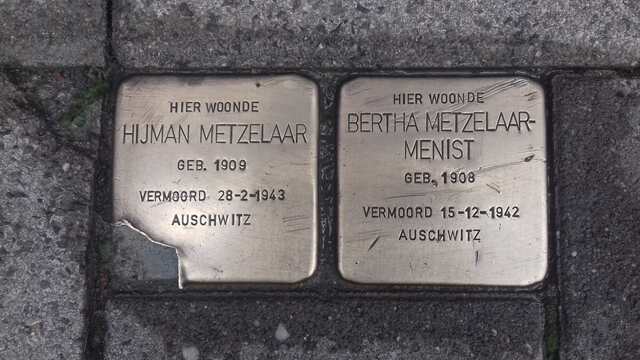 HIER WOONDE
HIJMAN METZELAAR
GEB. 1909
VERMOORD 28-2-1943
AUSCHWITZ
HIER WOONDE
BERTHA METZELAAR-
MENIST
GEB. 1908
VERMOORD 15-12-1942
AUSCHWITZ